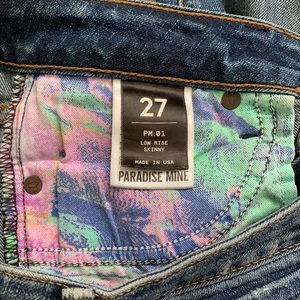 27
PM:01
LOW RISE
SKINNY
MADE IN USA
PARADISE MINE